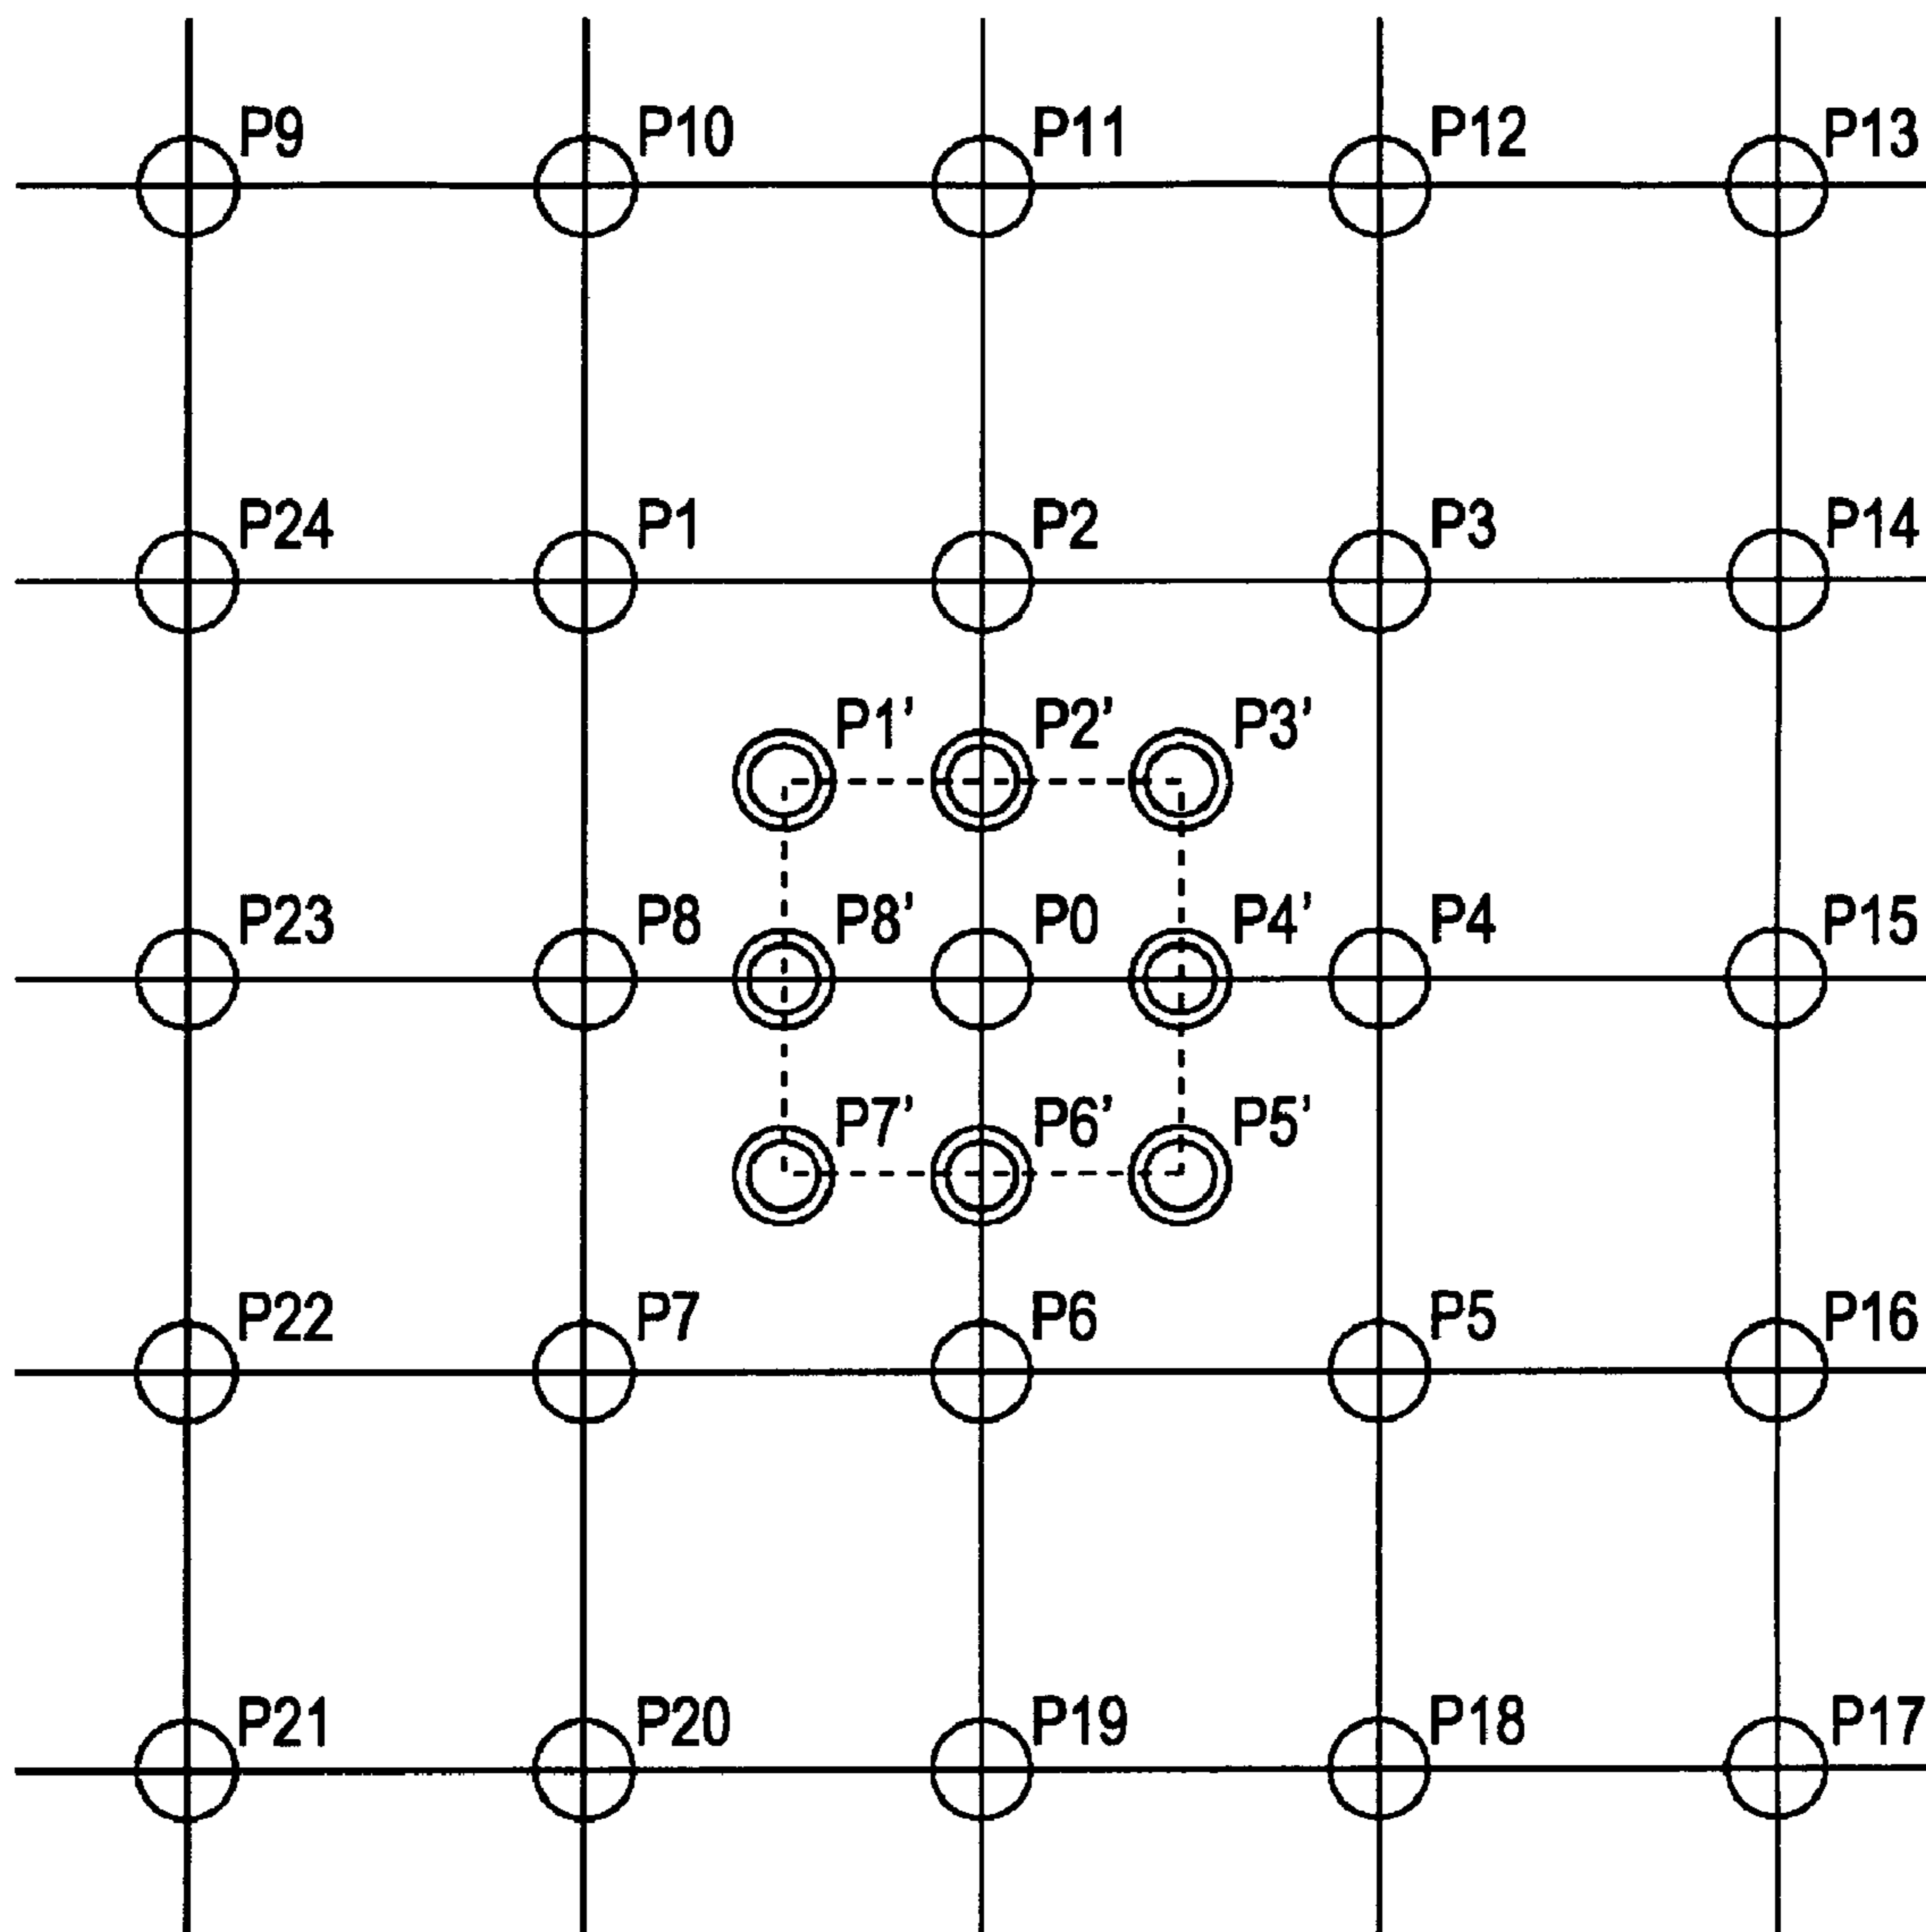 P9 P10 P11 P12 P13
P24 P1 P2 P3 P14
P1’ P2’ P3’
P23 P8 P8’ P0 P4’ P4 P15
P7’ P6’ P5’
P22 P7 P6 P5 P16
P21 P20 P19 P18 P17